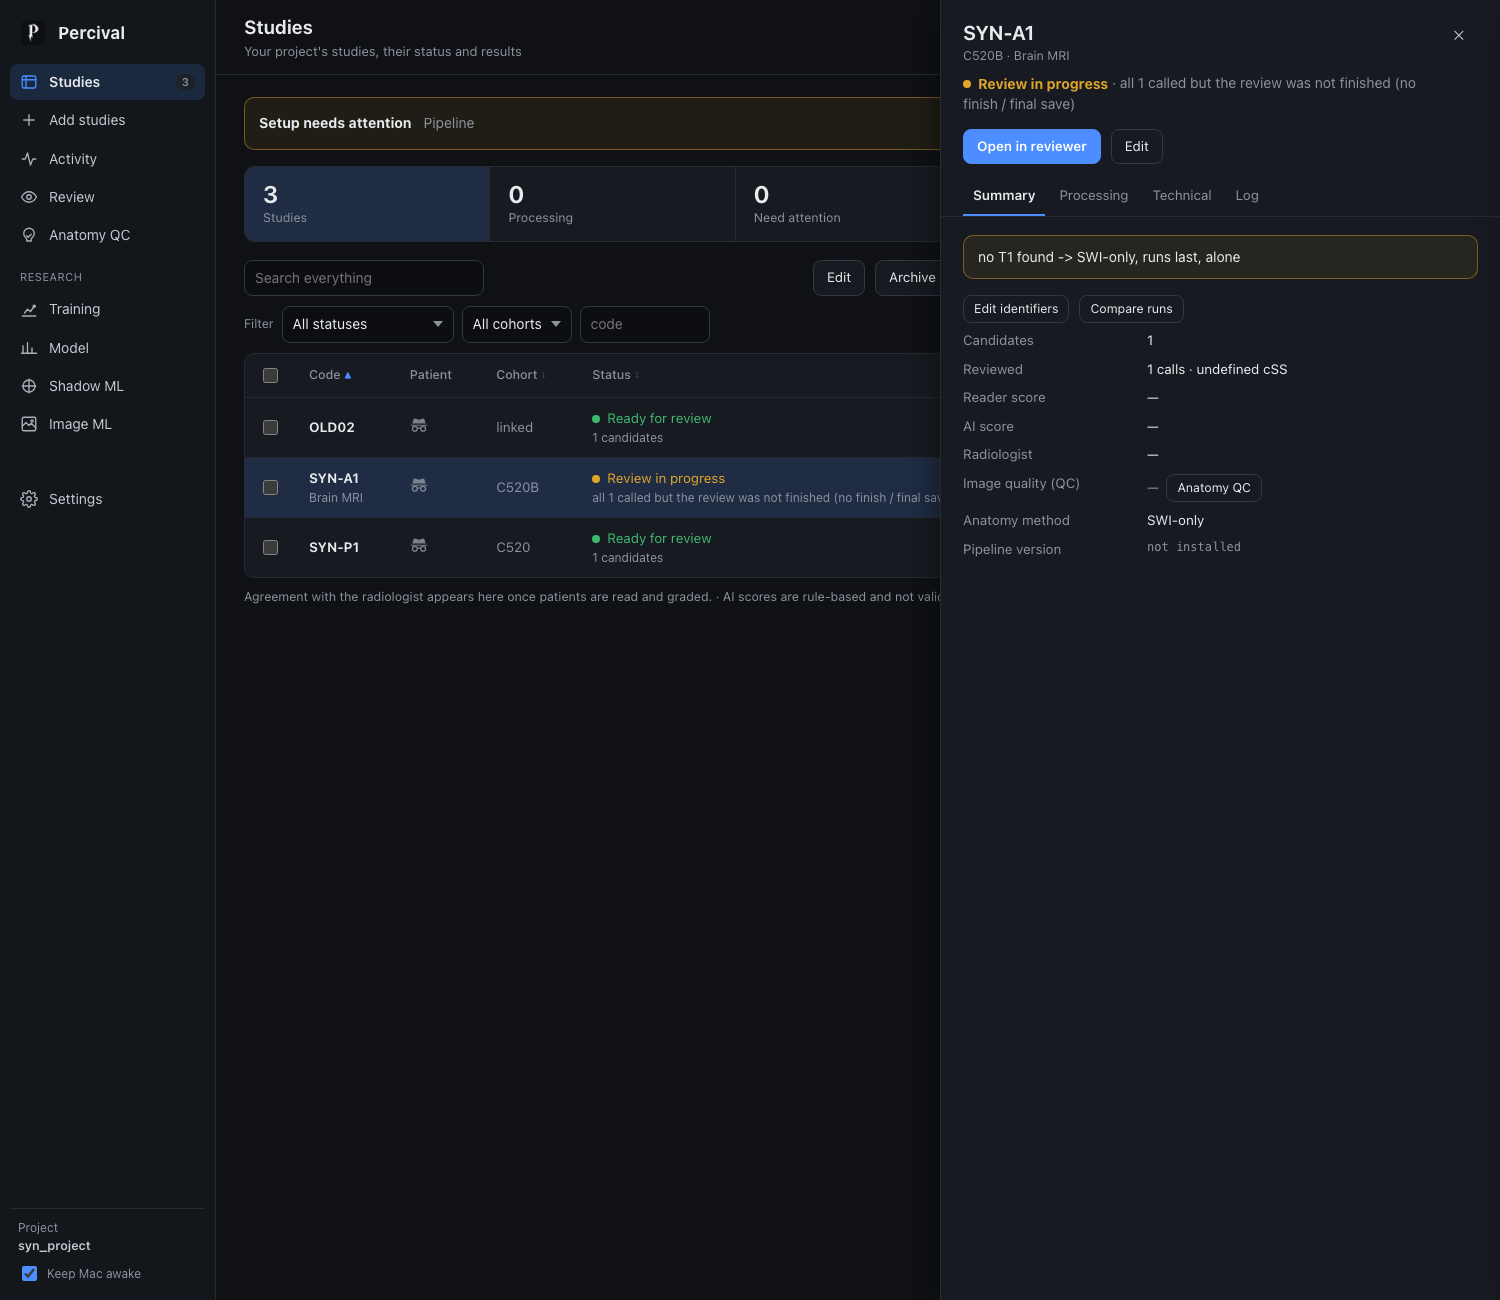 Percival
Studies 3
Add studies
Activity
Review
Anatomy QC
RESEARCH
Training
Model
Shadow ML
Image ML
Settings
Project
syn_project
Keep Mac awake
Studies
Your project's studies, their status and results
Setup needs attention Pipeline
3
Studies
0
Processing
0
Need attention
Search everything
Edit
Archive
Filter
All statuses
All cohorts
code
Code Patient Cohort Status
OLD02 linked Ready for review
1 candidates
SYN-A1 Review in progress
Brain MRI C520B all 1 called but the review was not finished (no finish / final
SYN-P1 C520 Ready for review
1 candidates
Agreement with the radiologist appears here once patients are read and graded. · AI scores are rule-based and not
SYN-A1
C520B · Brain MRI
Review in progress · all 1 called but the review was not finished (no
finish / final save)
Open in reviewer
Edit
Summary Processing Technical Log
no T1 found -> SWI-only, runs last, alone
Edit identifiers
Compare runs
Candidates 1
Reviewed 1 calls · undefined cSS
Reader score —
AI score —
Radiologist —
Image quality (QC) — Anatomy QC
Anatomy method SWI-only
Pipeline version not installed